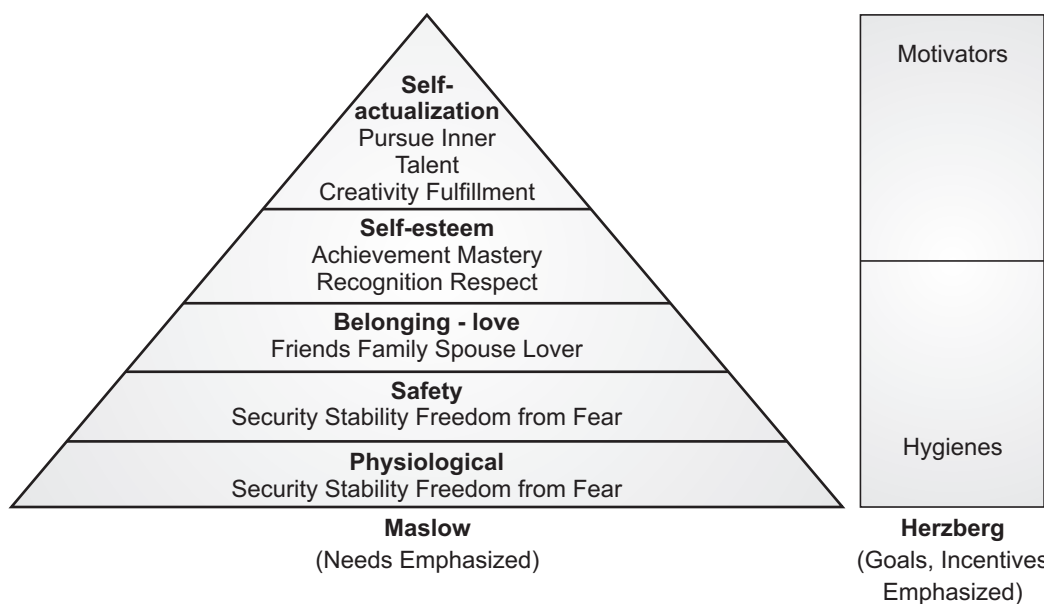 Self-
actualization
Pursue Inner
Talent
Creativity Fulfillment
Self-esteem
Achievement Mastery
Recognition Respect
Belonging - love
Friends Family Spouse Lover
Safety
Security Stability Freedom from Fear
Physiological
Security Stability Freedom from Fear
Maslow
(Needs Emphasized)
Motivators
Hygienes
Herzberg
(Goals, Incentives
Emphasized)